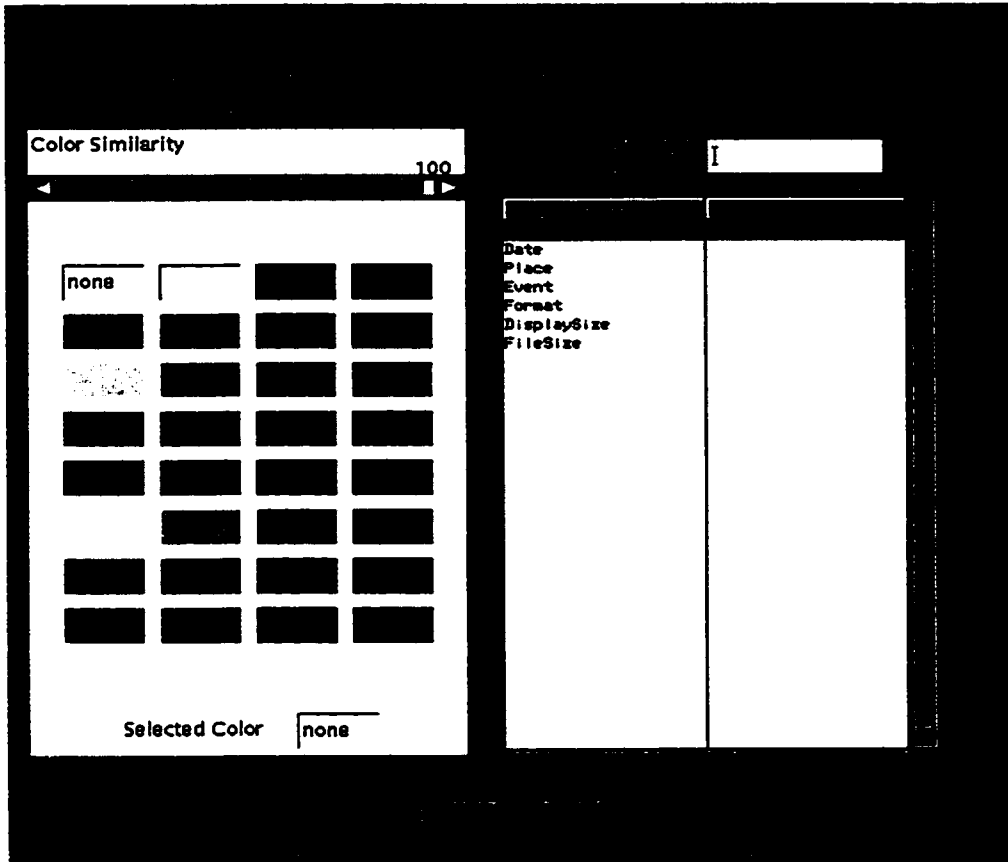 Color Similarity
100
none
Selected Color
none
Date
Place
Event
Format
DisplaySize
FileSize